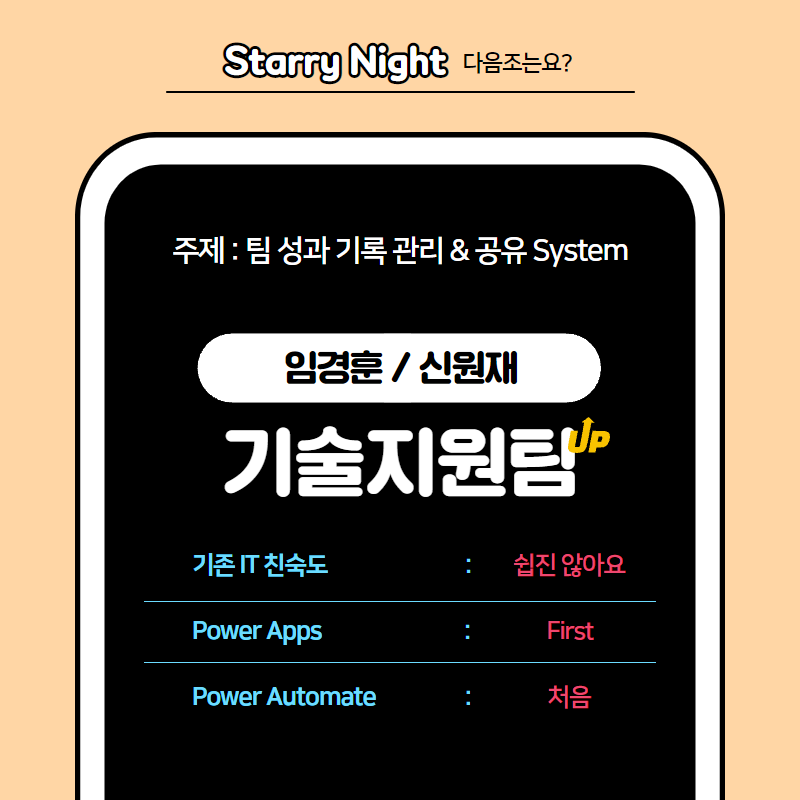 Starry Night 다음조는요?
주제 : 팀 성과 기록 관리 & 공유 System
임경훈 / 신원재
기술지원팀 UP
기존 IT 친숙도 : 쉽진 않아요
Power Apps : First
Power Automate : 처음